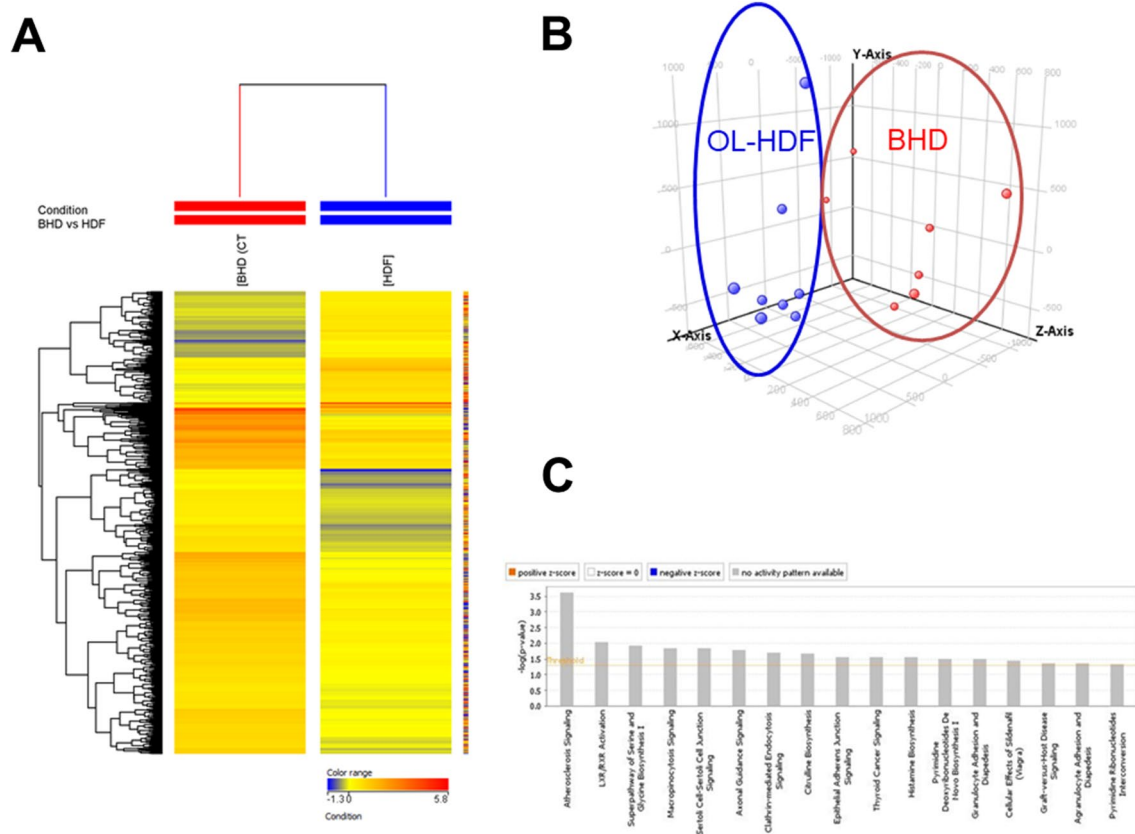 A
Condition
BHD vs HDF
[BHD (CT
[HDF]
Color range
-1.3 0 5.8
Condition
B
Y-Axis
X-Axis
Z-Axis
OL-HDF
BHD
C
positive z-score
z-score = 0
negative z-score
no activity pattern available
-log(p-value)
3.5
3.0
2.5
2.0
1.5
1.0
0.5
0.0
Threshold
Atherosclerosis Signaling
LXR/RXR Activation
Superpathway of Serine and
Glycine Biosynthesis I
Macropinocytosis Signaling
Sertoli Cell-Sertoli Cell Junction
Signaling
Axonal Guidance Signaling
Clathrin-mediated Endocytosis
Signaling
Citrulline Biosynthesis
Epithelial Adherens Junction
Signaling
Thyroid Cancer Signaling
Histamine Biosynthesis
Pyrimidine
Deoxyribonucleotides De
Novo Biosynthesis I
Granulocyte Adhesion and
Diapedesis
Cellular Effects of Sildenafil
(Viagra)
Graft-versus-Host Disease
Signaling
Agranulocyte Adhesion and
Diapedesis
Pyrimidine Ribonucleotides
Interconversion